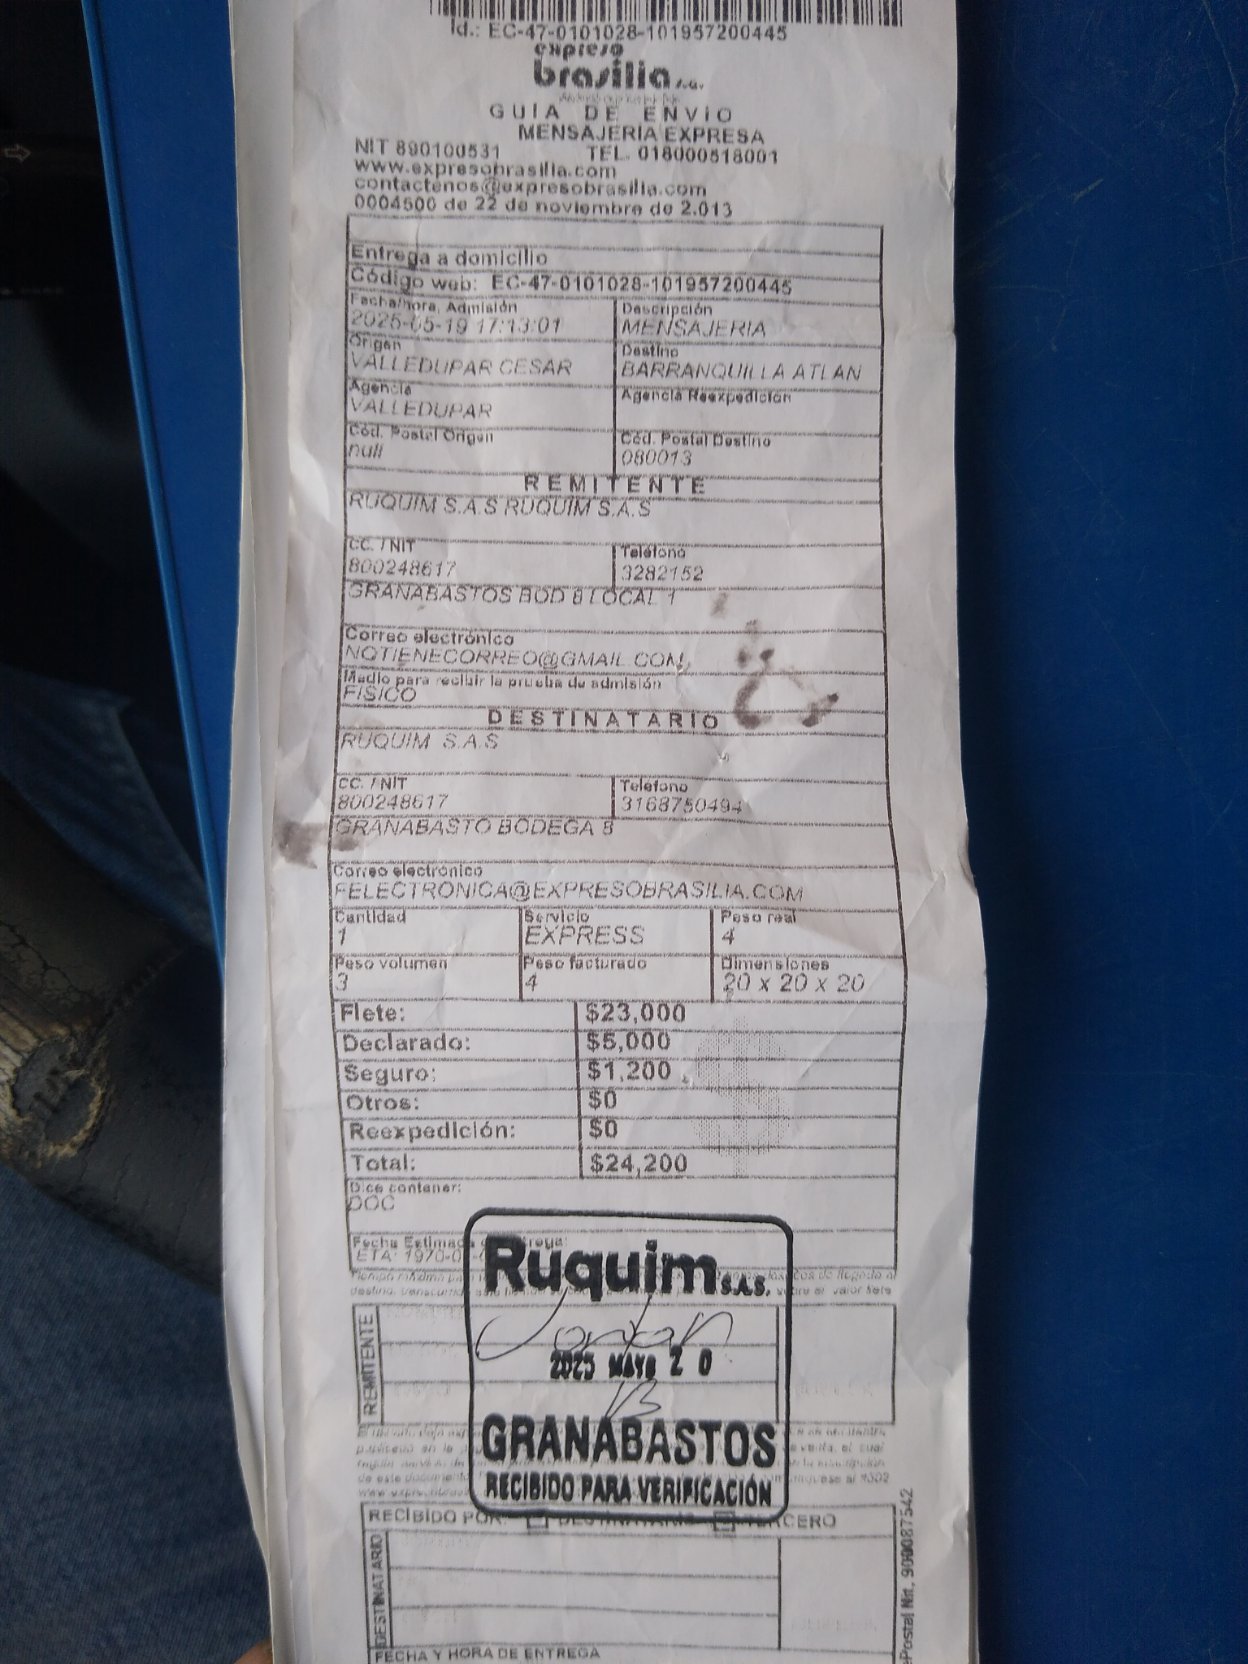 Id.: EC-47-0101028-101957200445
expreso
brasilia s.a.
GUIA DE ENVIO
MENSAJERIA EXPRESA
NIT 890100531 TEL. 018000518001
www.expresobrasilia.com
contactenos@expresobrasilia.com
0004500 de 22 de noviembre de 2.013
Entrega a domicilio
Código web: EC-47-0101028-101957200445
Fecha/hora, Admisión Descripción
2025-05-19 17:13:01 MENSAJERIA
Origen Destino
VALLEDUPAR CESAR BARRANQUILLA ATLAN
Agencia Agencia Reexpedicion
VALLEDUPAR
Cód. Postal Origen Cód. Postal Destino
null 080013
REMITENTE
RUQUIM S.A.S RUQUIM S.A.S
CC. / NIT Teléfono
800248617 3282152
GRANABASTOS BOD 8 LOCAL 1
Correo electrónico
NOTIENECORREO@GMAIL.COM
Medio para recibir la prueba de admisión
FISICO
DESTINATARIO
RUQUIM S.A.S
CC. / NIT Teléfono
800248617 3168750494
GRANABASTO BODEGA 8
Correo electrónico
FELECTRONICA@EXPRESOBRASILIA.COM
Cantidad Servicio Peso real
1 EXPRESS 4
Peso volumen Peso facturado Dimensiones
3 4 20 x 20 x 20
Flete: $23,000
Declarado: $5,000
Seguro: $1,200
Otros: $0
Reexpedición: $0
Total: $24,200
Dice contener:
DOC
Fecha Estimada
ETA: 1970-0
Ruquim S.A.S.
2025 MAYO 20
GRANABASTOS
RECIBIDO PARA VERIFICACIÓN
REMITENTE
RECIBIDO POR: DESTINATARIO TERCERO
DESTINATARIO
FECHA Y HORA DE ENTREGA
ePostal Nit. 900087542